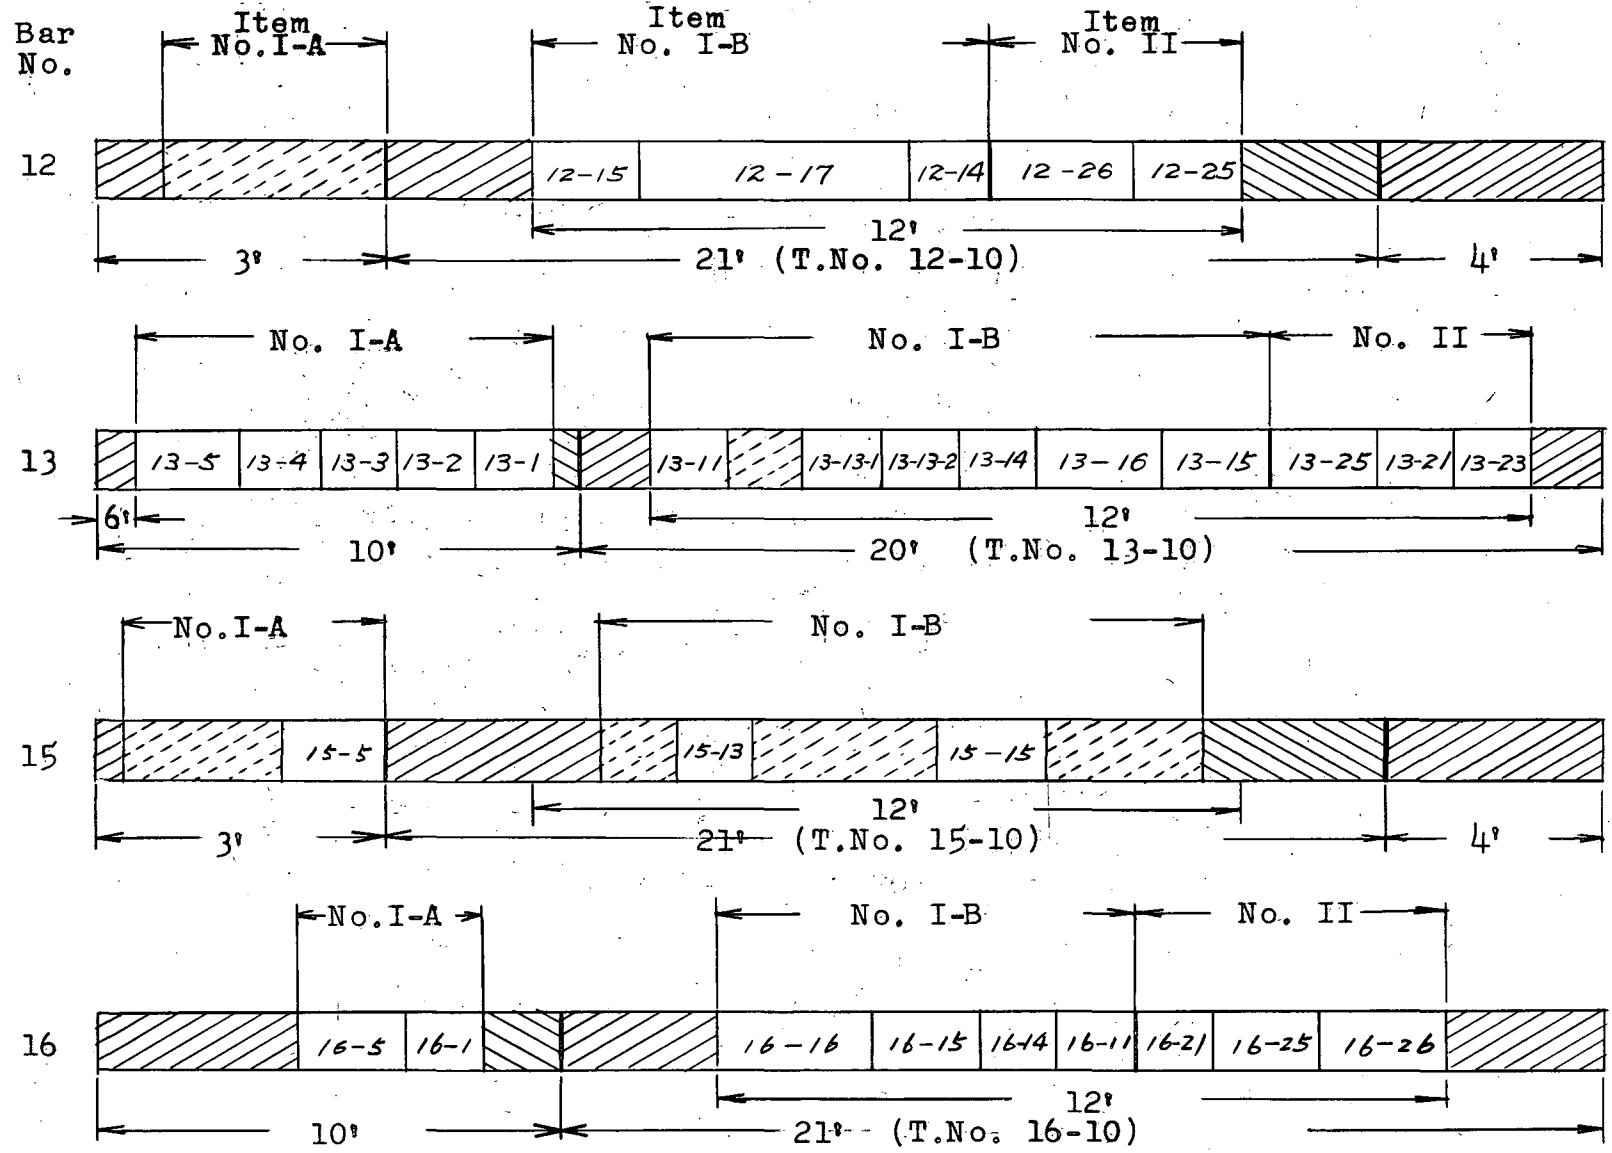 Bar No.
Item No.I-A
Item No. I-B
Item No. II
12
12-15 12-17 12-14 12-26 12-25
12'
3' 21' (T.No. 12-10) 4'
No. I-A No. I-B No. II
13
13-5 13-4 13-3 13-2 13-1 13-11 13-13-1 13-13-2 13-14 13-16 13-15 13-25 13-21 13-23
6' 12'
10' 20' (T.No. 13-10)
No.I-A No. I-B
15
15-5 15-13 15-15
12'
3' 21' (T.No. 15-10) 4'
No.I-A No. I-B No. II
16
16-5 16-1 16-16 16-15 16-14 16-11 16-21 16-25 16-26
12'
10' 21' (T.No. 16-10)